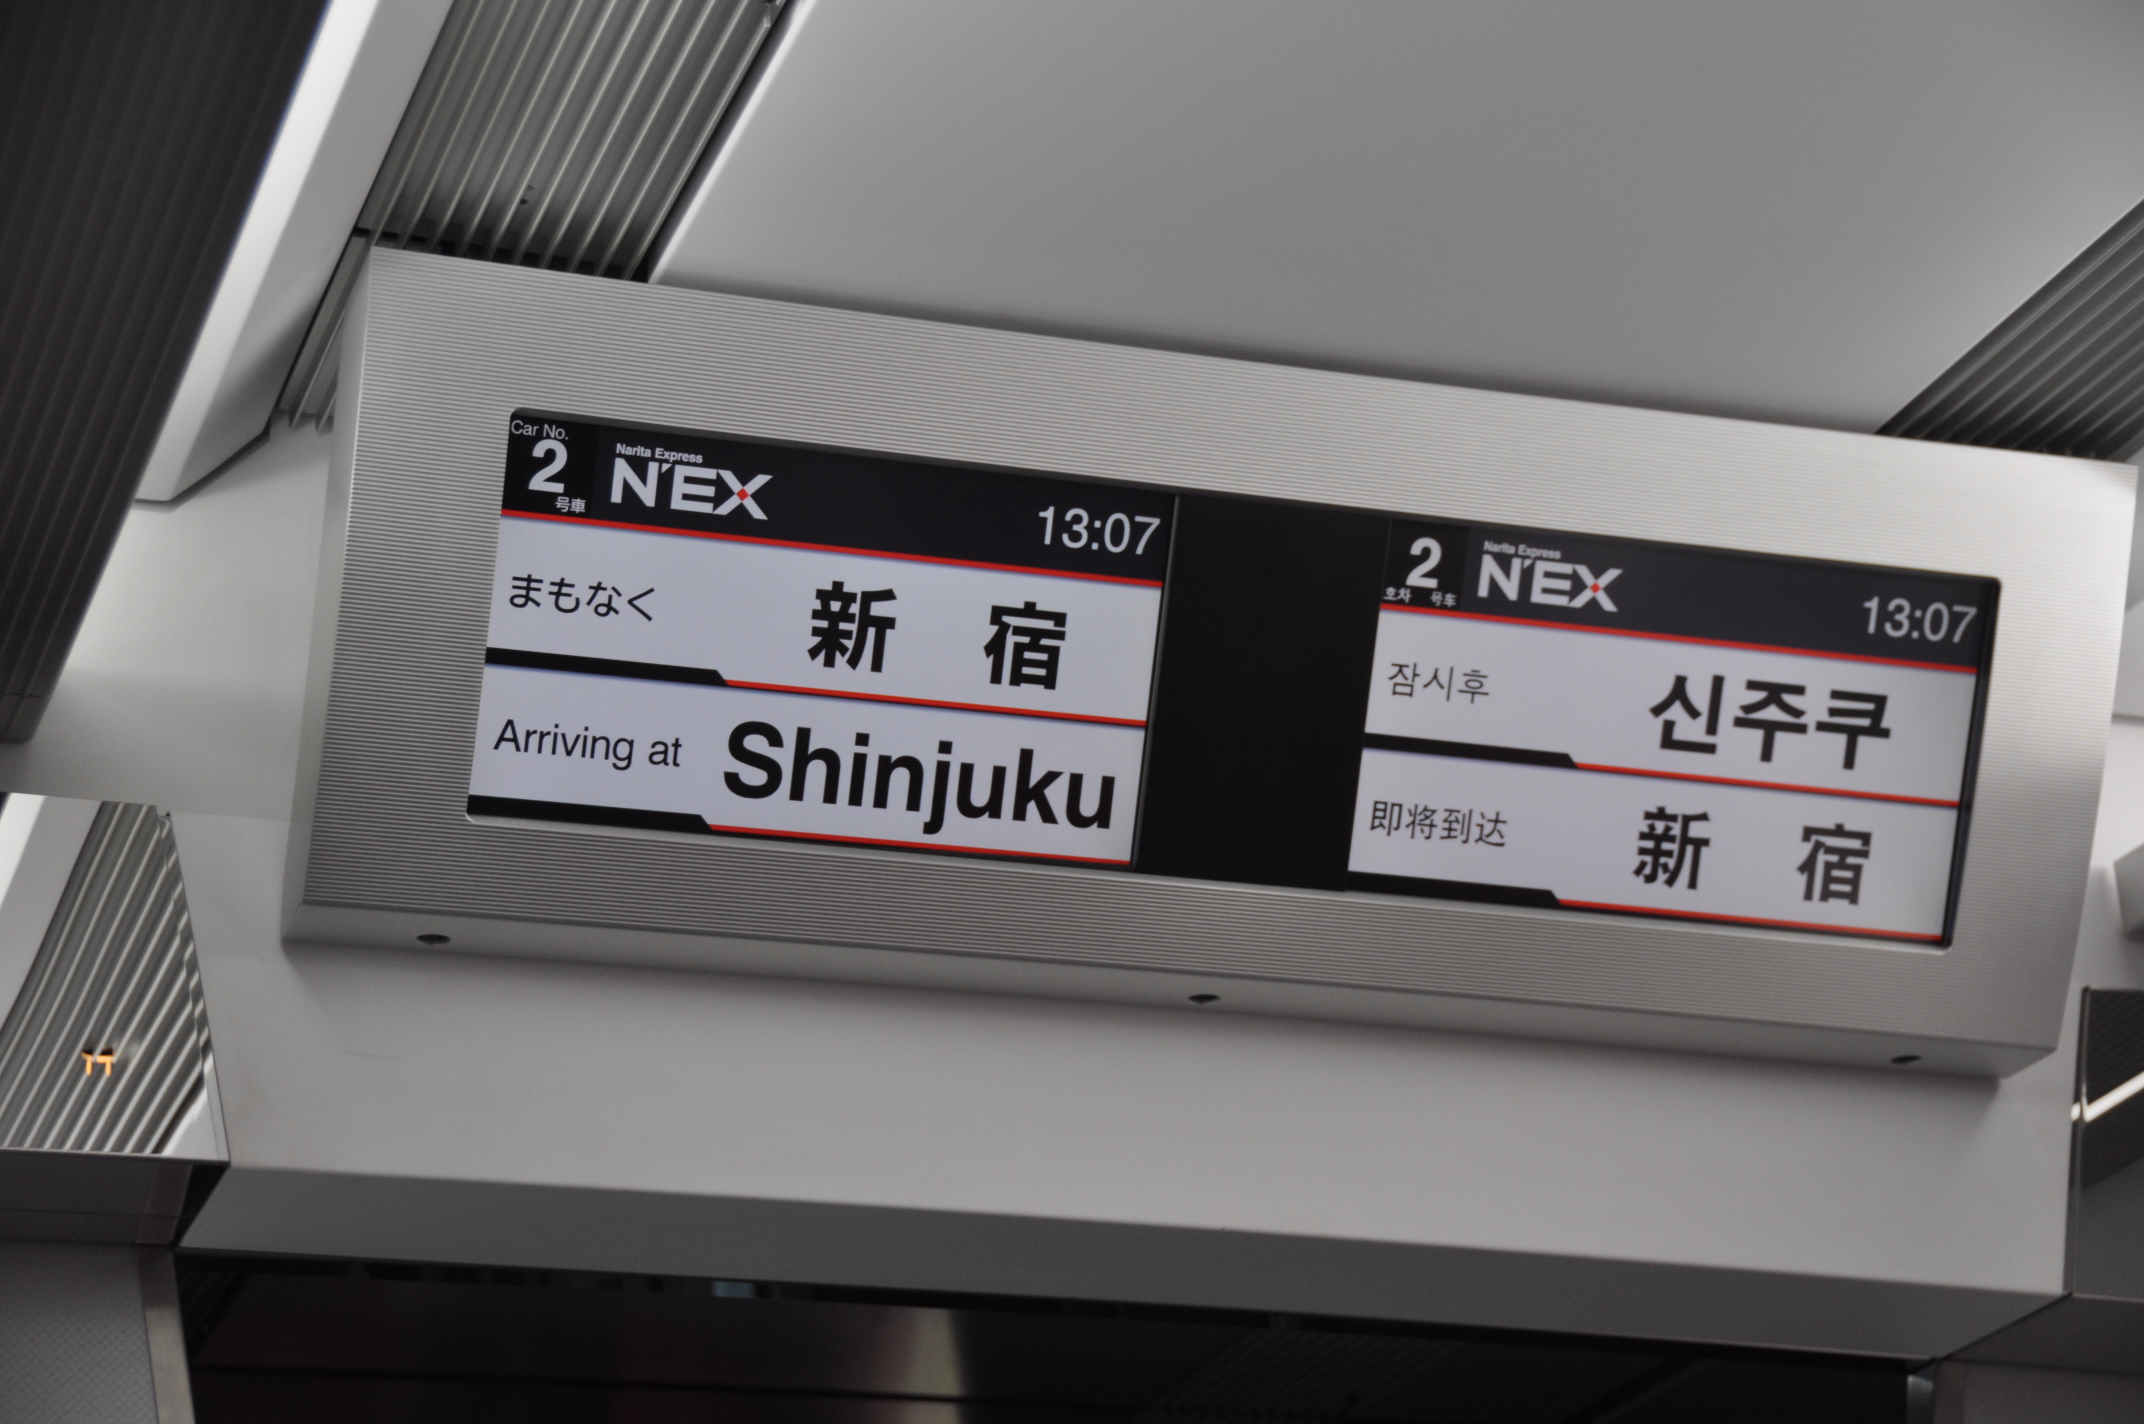 Car No.
2
号車
Narita Express
N'EX
13:07
まもなく 新宿
Arriving at Shinjuku
2
호차 号车
Narita Express
N'EX
13:07
잠시후 신주쿠
即将到达 新宿